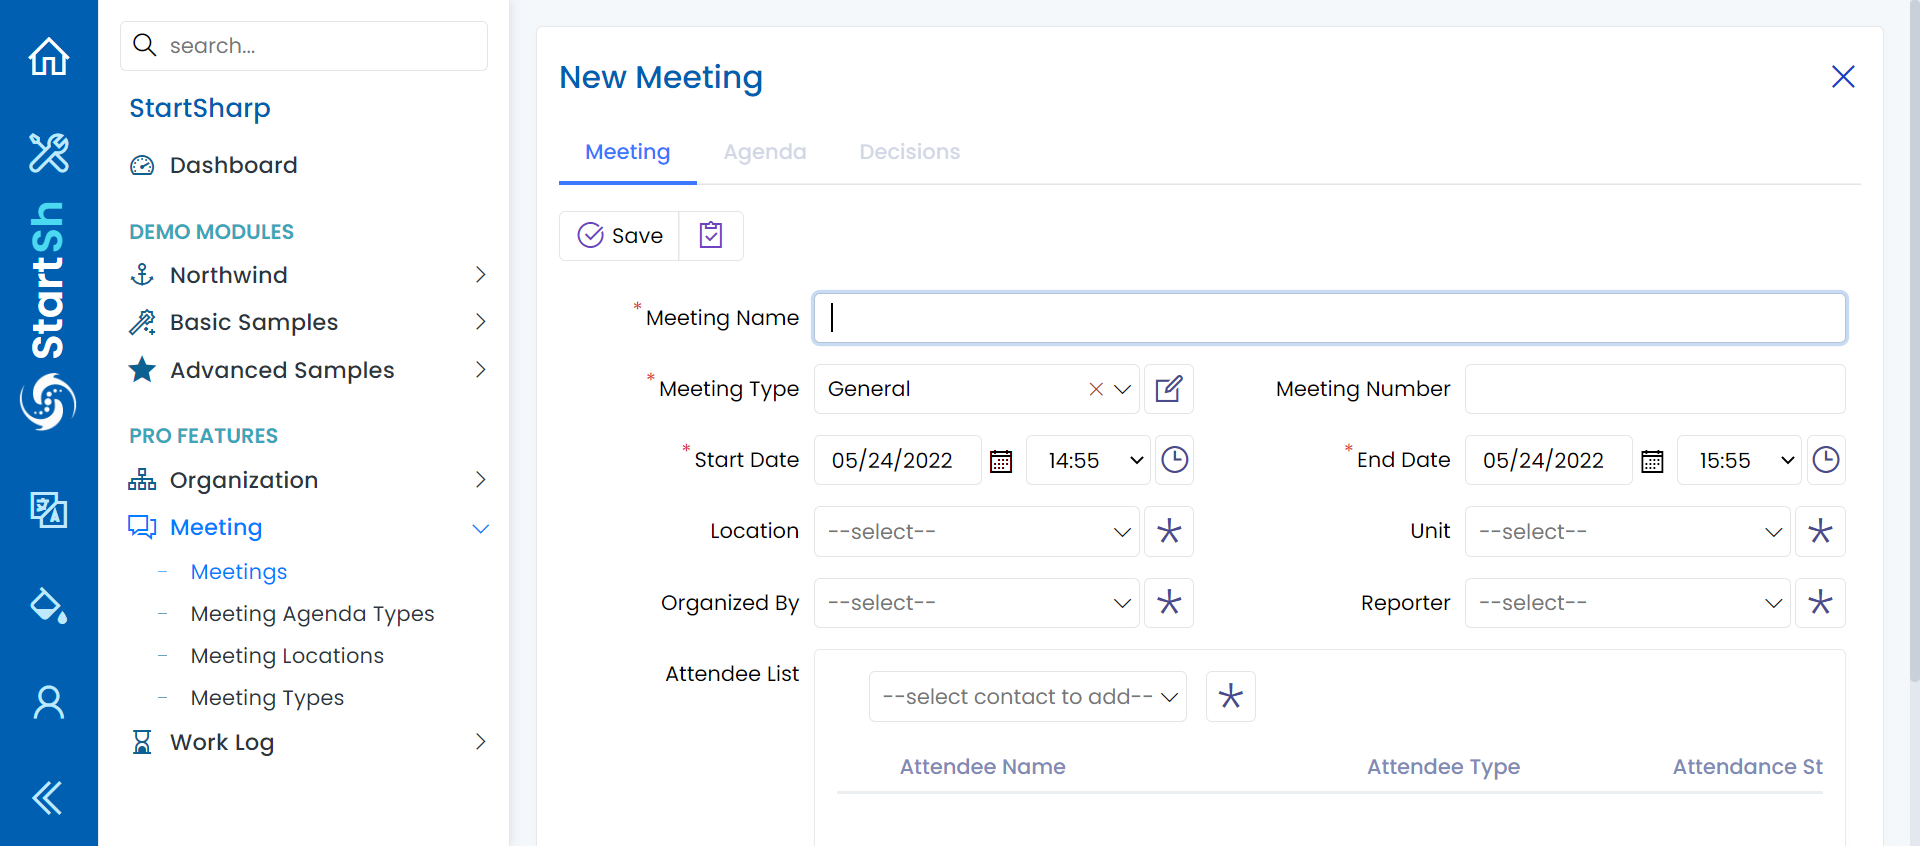 StartSh
search...
StartSharp
Dashboard
DEMO MODULES
Northwind
Basic Samples
Advanced Samples
PRO FEATURES
Organization
Meeting
Meetings
Meeting Agenda Types
Meeting Locations
Meeting Types
Work Log
New Meeting
Meeting Agenda Decisions
Save
* Meeting Name
* Meeting Type General Meeting Number
* Start Date 05/24/2022 14:55 * End Date 05/24/2022 15:55
Location --select-- Unit --select--
Organized By --select-- Reporter --select--
Attendee List
--select contact to add--
Attendee Name Attendee Type Attendance St